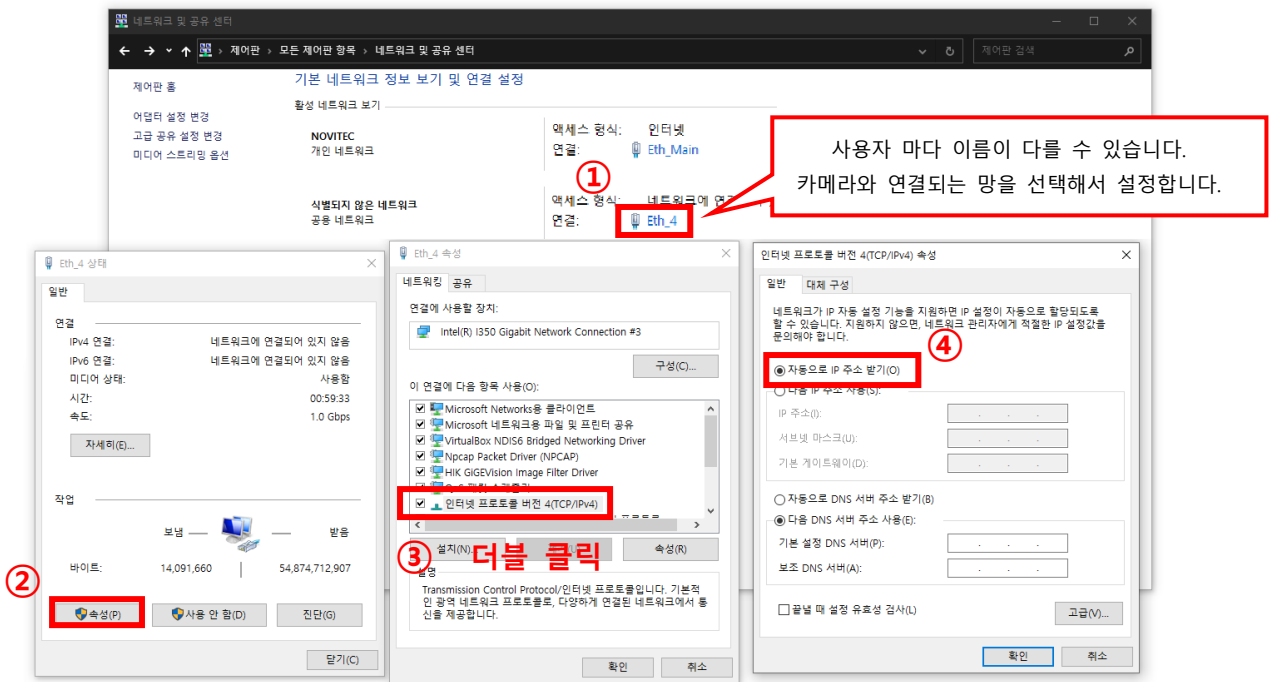 네트워크 및 공유 센터
제어판 › 모든 제어판 항목 › 네트워크 및 공유 센터
제어판 검색
제어판 홈
어댑터 설정 변경
고급 공유 설정 변경
미디어 스트리밍 옵션
기본 네트워크 정보 보기 및 연결 설정
활성 네트워크 보기
NOVITEC
개인 네트워크
액세스 형식: 인터넷
연결: Eth_Main
①
식별되지 않은 네트워크
공용 네트워크
액세스 형식: 네트워크에
연결: Eth_4
사용자 마다 이름이 다를 수 있습니다.
카메라와 연결되는 망을 선택해서 설정합니다.
Eth_4 상태
일반
연결
IPv4 연결: 네트워크에 연결되어 있지 않음
IPv6 연결: 네트워크에 연결되어 있지 않음
미디어 상태: 사용함
시간: 00:59:33
속도: 1.0 Gbps
자세히(E)...
작업
보냄 받음
바이트: 14,091,660 54,874,712,907
②
속성(P)
사용 안 함(D)
진단(G)
닫기(C)
Eth_4 속성
네트워킹
공유
연결에 사용할 장치:
Intel(R) I350 Gigabit Network Connection #3
구성(C)...
이 연결에 다음 항목 사용(O):
Microsoft Networks용 클라이언트
Microsoft 네트워크용 파일 및 프린터 공유
VirtualBox NDIS6 Bridged Networking Driver
Npcap Packet Driver (NPCAP)
HIK GiGEVision Image Filter Driver
인터넷 프로토콜 버전 4(TCP/IPv4)
③
설치(N)...
더블 클릭
속성(R)
설명
Transmission Control Protocol/인터넷 프로토콜입니다. 기본적
인 광역 네트워크 프로토콜로, 다양하게 연결된 네트워크에서 통
신을 제공합니다.
확인
취소
인터넷 프로토콜 버전 4(TCP/IPv4) 속성
일반
대체 구성
네트워크가 IP 자동 설정 기능을 지원하면 IP 설정이 자동으로 할당되도록
할 수 있습니다. 지원하지 않으면, 네트워크 관리자에게 적절한 IP 설정값을
문의해야 합니다.
④
자동으로 IP 주소 받기(O)
다음 IP 주소 사용(S):
IP 주소(I):
서브넷 마스크(U):
기본 게이트웨이(D):
자동으로 DNS 서버 주소 받기(B)
다음 DNS 서버 주소 사용(E):
기본 설정 DNS 서버(P):
보조 DNS 서버(A):
끝낼 때 설정 유효성 검사(L)
고급(V)...
확인
취소